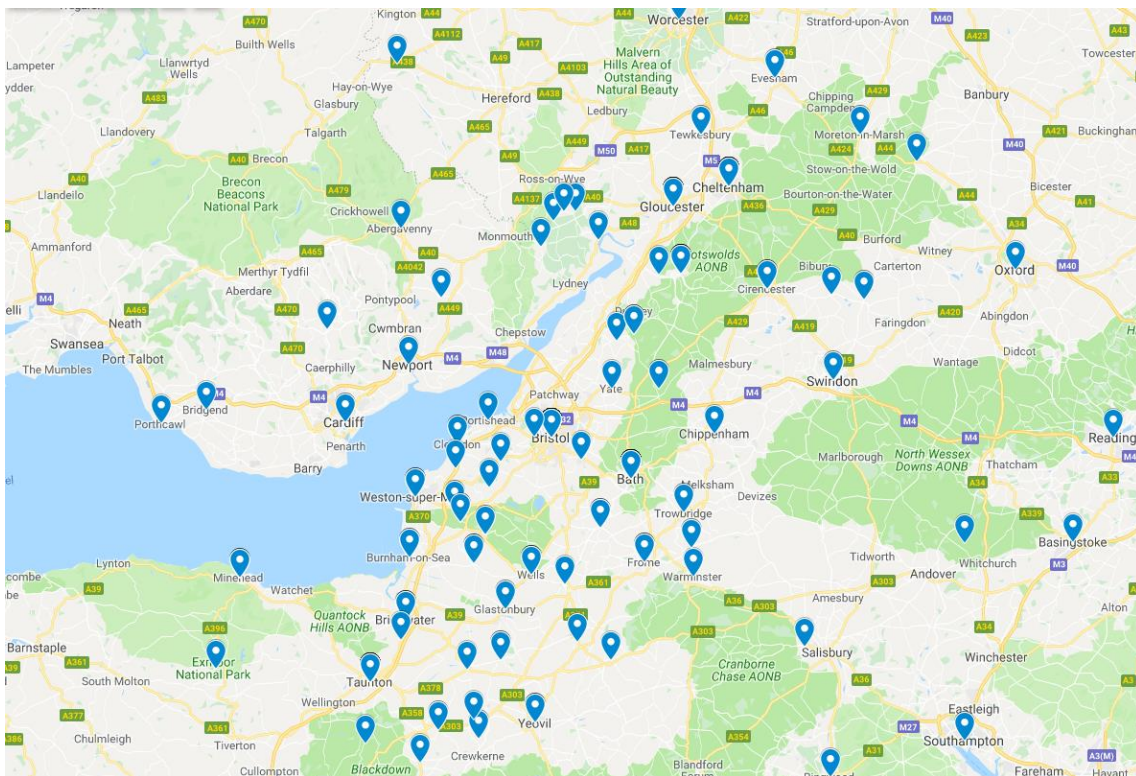 Kington
A44
A4112
A470
Builth Wells
Llanwrtyd
Wells
Lampeter
A438
Hay-on-Wye
Glasbury
A483
Llandovery
Talgarth
A417
A49
A4103
A438
Hereford
A465
Ledbury
Malvern
Hills Area of
Outstanding
Natural Beauty
A44
Worcester
A422
Stratford-upon-Avon
M40
A43
Towcester
A423
Evesham
A46
Chipping
Campden
A429
Banbury
A422
Tewkesbury
Moreton-in-Marsh
A424
A44
M40
A421
Buckingham
M50
A417
M5
Stow-on-the-Wold
Cheltenham
Bourton-on-the-Water
A44
Bicester
A41
A40
Brecon
Llandeilo
Brecon
Beacons
National Park
A479
Crickhowell
A465
Abergavenny
A49
A449
Ross-on-Wye
A4137
A40
Monmouth
A48
Gloucester
A436
A429
A40
Burford
Witney
A34
Oxford
M40
Ammanford
A465
Merthyr Tydfil
Aberdare
A40
A4042
Pontypool
A449
Lydney
Cotswolds
AONB
Cirencester
Bibury
Carterton
A420
Abingdon
Faringdon
M4
A465
Neath
A470
Swansea
Port Talbot
The Mumbles
Cwmbran
A470
Caerphilly
Newport
Chepstow
M4
M48
A429
A419
Malmesbury
Didcot
Wantage
Swindon
Patchway
Yate
M4
Bridgend
Porthcawl
M4
Cardiff
Penarth
Barry
Portishead
M32
Bristol
M4
Chippenham
M4
Reading
Marlborough
North Wessex
Downs AONB
Thatcham
M4
Bath
A39
Melksham
Devizes
A34
A33
Weston-super-M
A370
Trowbridge
A339
Basingstoke
Burnham-on-Sea
Wells
Frome
Warminster
Tidworth
Whitchurch
Andover
M3
A303
Lynton
Minehead
Watchet
A39
Quantock
Hills AONB
A39
Glastonbury
A361
A36
A303
Amesbury
Alton
A34
Barnstaple
A361
A39
South Molton
A396
Exmoor
National Park
A303
Salisbury
Winchester
Cranborne
Chase AONB
Taunton
A378
Wellington
A358
A303
A303
Yeovil
A36
A377
Chulmleigh
A361
Tiverton
Crewkerne
A354
M27
Eastleigh
Southampton
A386
Cullompton
Blackdown
Blandford
Forum
A31
A3(M)
Fareham
Havant